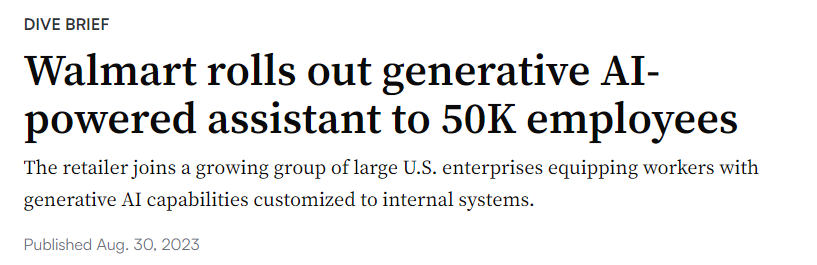 DIVE BRIEF
Walmart rolls out generative AI-
powered assistant to 50K employees
The retailer joins a growing group of large U.S. enterprises equipping workers with
generative AI capabilities customized to internal systems.
Published Aug. 30, 2023